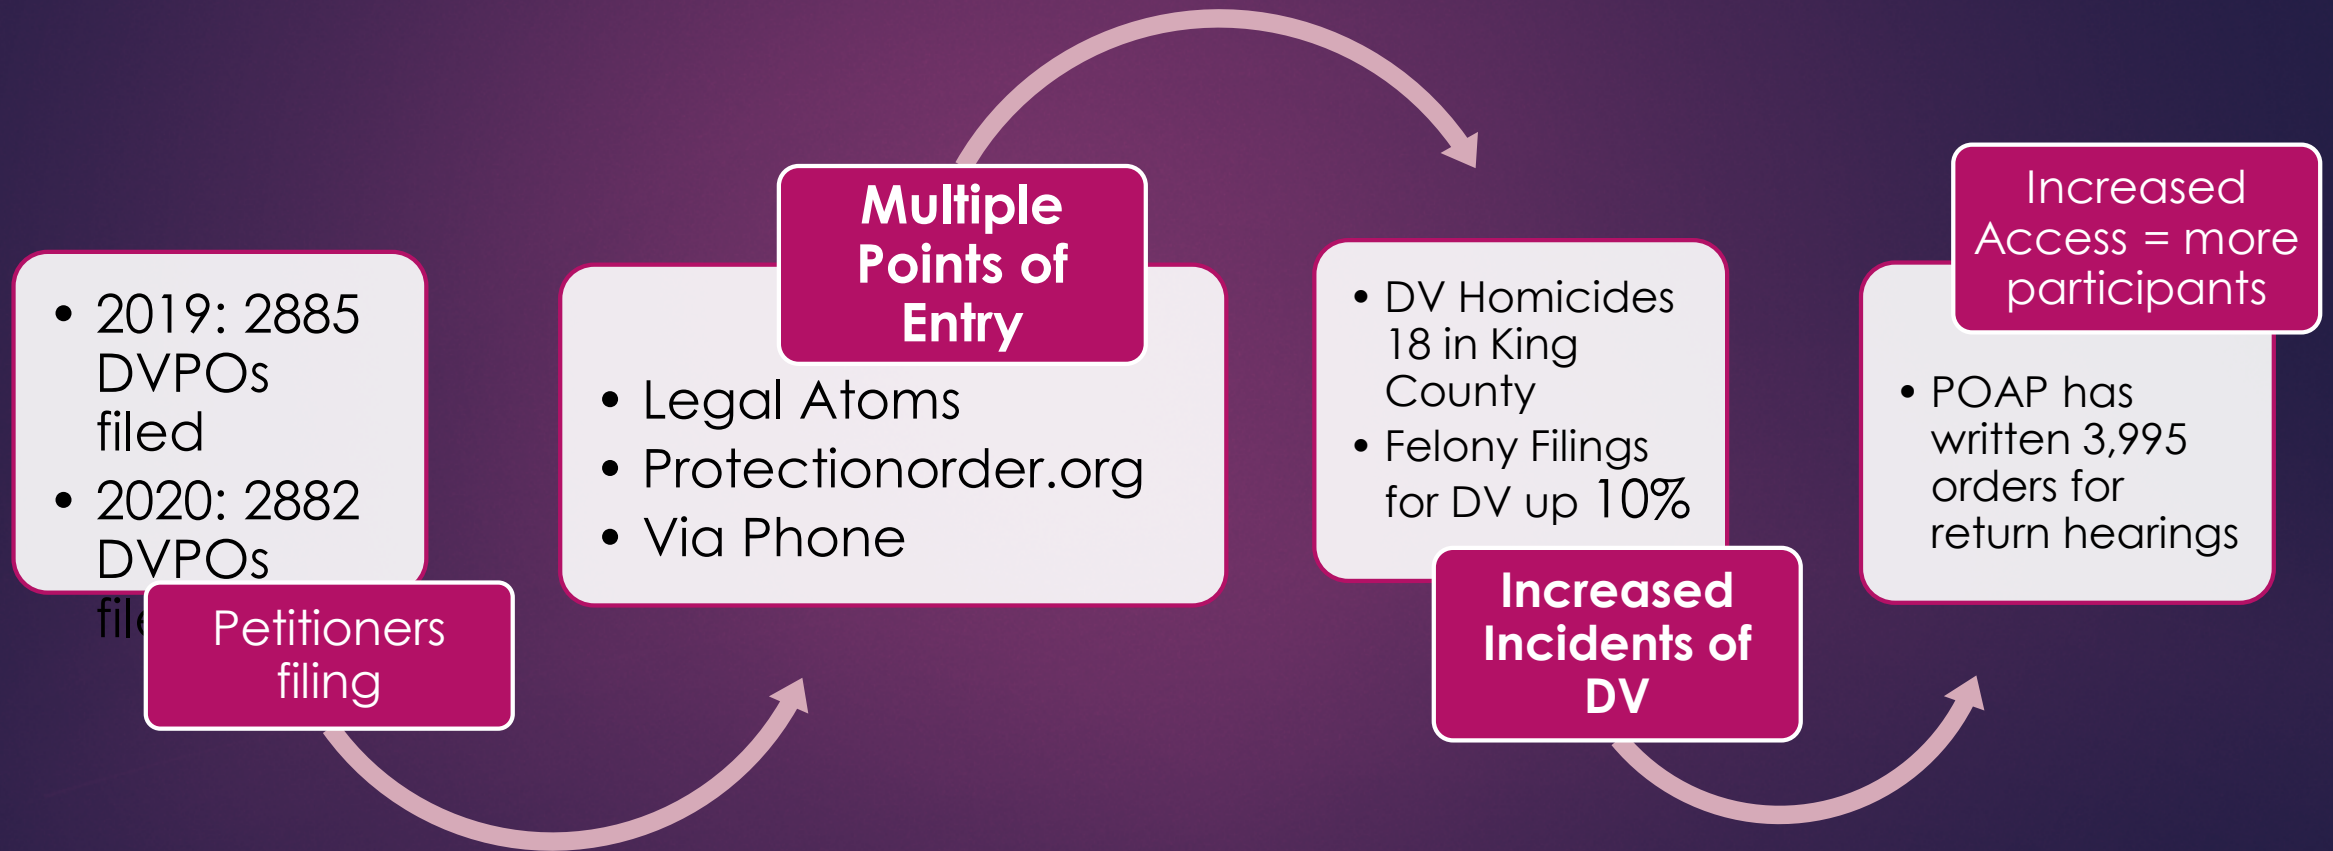 • 2019: 2885
DVPOs
filed
• 2020: 2882
DVPOs
Petitioners
filing
Multiple
Points of
Entry
• Legal Atoms
• Protectionorder.org
• Via Phone
• DV Homicides
18 in King
County
• Felony Filings
for DV up 10%
Increased
Incidents of
DV
Increased
Access = more
participants
• POAP has
written 3,995
orders for
return hearings